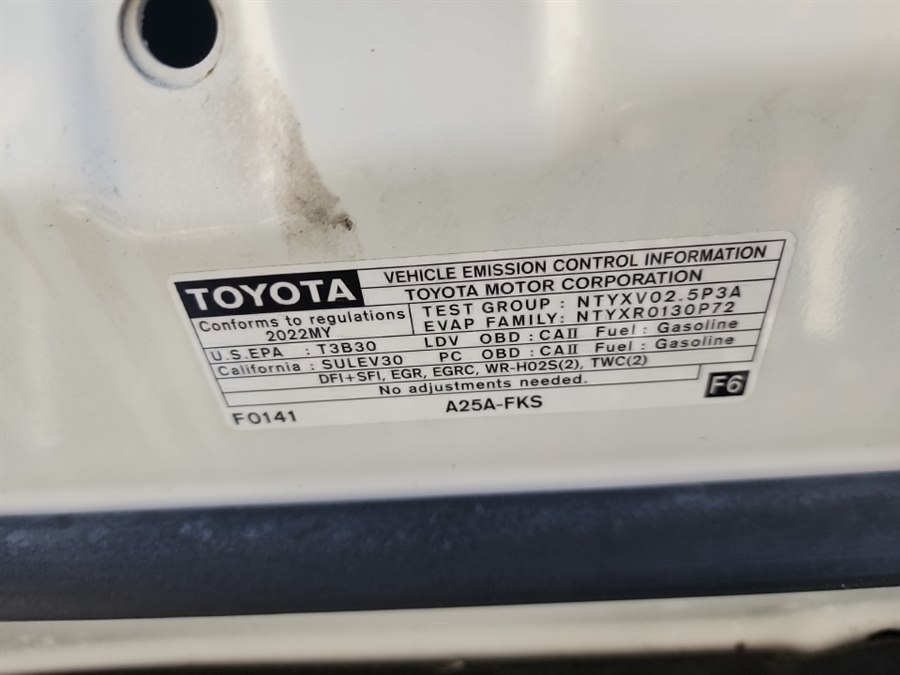 TOYOTA
VEHICLE EMISSION CONTROL INFORMATION
TOYOTA MOTOR CORPORATION
Conforms to regulations
2022MY
TEST GROUP : NTYXV02.5P3A
EVAP FAMILY: NTYXR0130P72
U.S.EPA : T3B30 LDV OBD : CAII Fuel : Gasoline
California : SULEV30 PC OBD : CAII Fuel : Gasoline
DFI+SFI, EGR, EGRC, WR-HO2S(2), TWC(2)
No adjustments needed.
F6
F0141 A25A-FKS